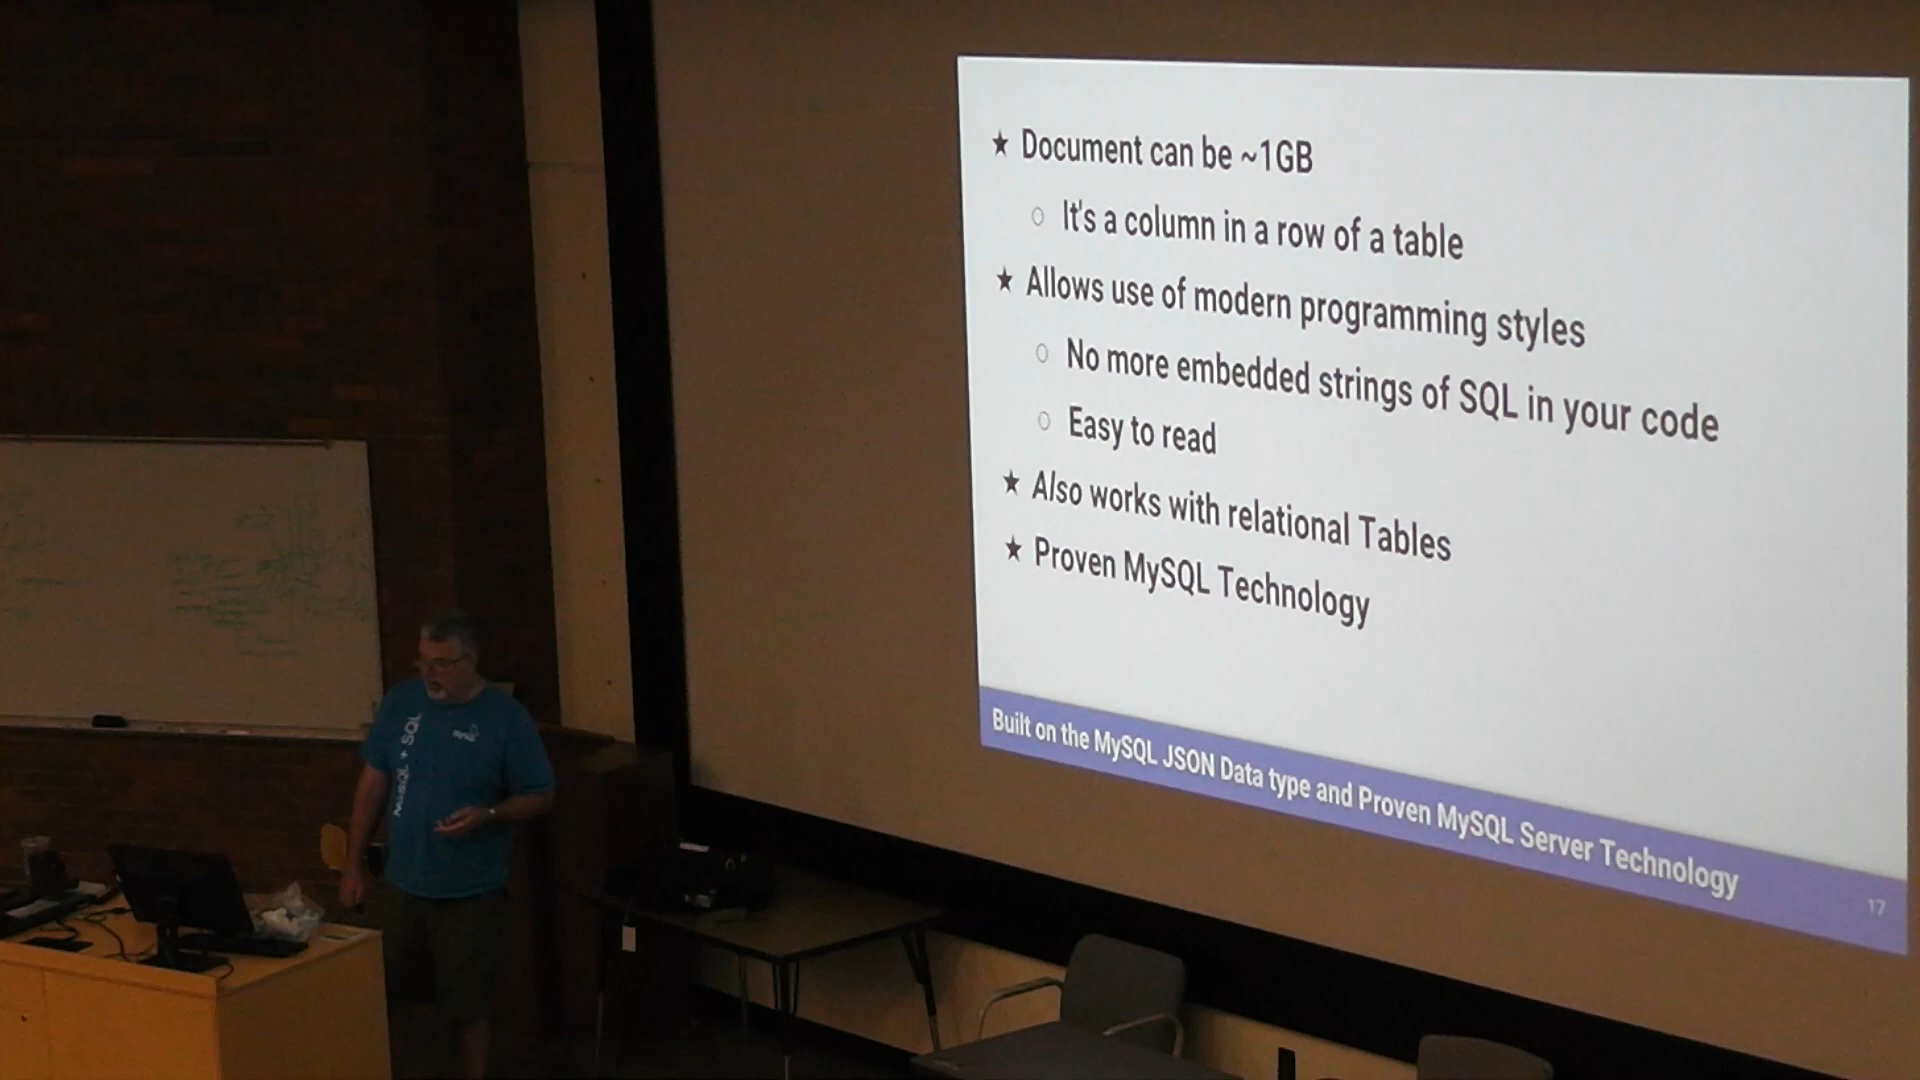 ★ Document can be ~1GB
○ It's a column in a row of a table
★ Allows use of modern programming styles
○ No more embedded strings of SQL in your code
○ Easy to read
★ Also works with relational Tables
★ Proven MySQL Technology
Built on the MySQL JSON Data type and Proven MySQL Server Technology
17
MySQL